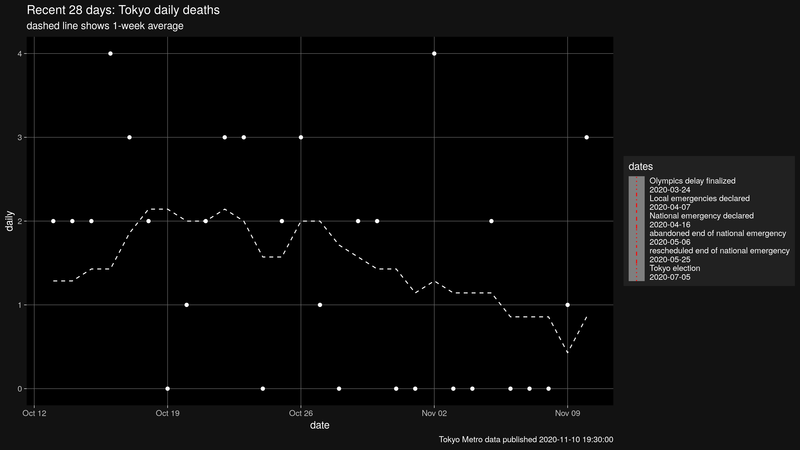 Recent 28 days: Tokyo daily deaths
dashed line shows 1-week average
4
3
2
1
0
daily
Oct 12
Oct 19
Oct 26
Nov 02
Nov 09
date
Tokyo Metro data published 2020-11-10 19:30:00
dates
Olympics delay finalized
2020-03-24
Local emergencies declared
2020-04-07
National emergency declared
2020-04-16
abandoned end of national emergency
2020-05-06
rescheduled end of national emergency
2020-05-25
Tokyo election
2020-07-05